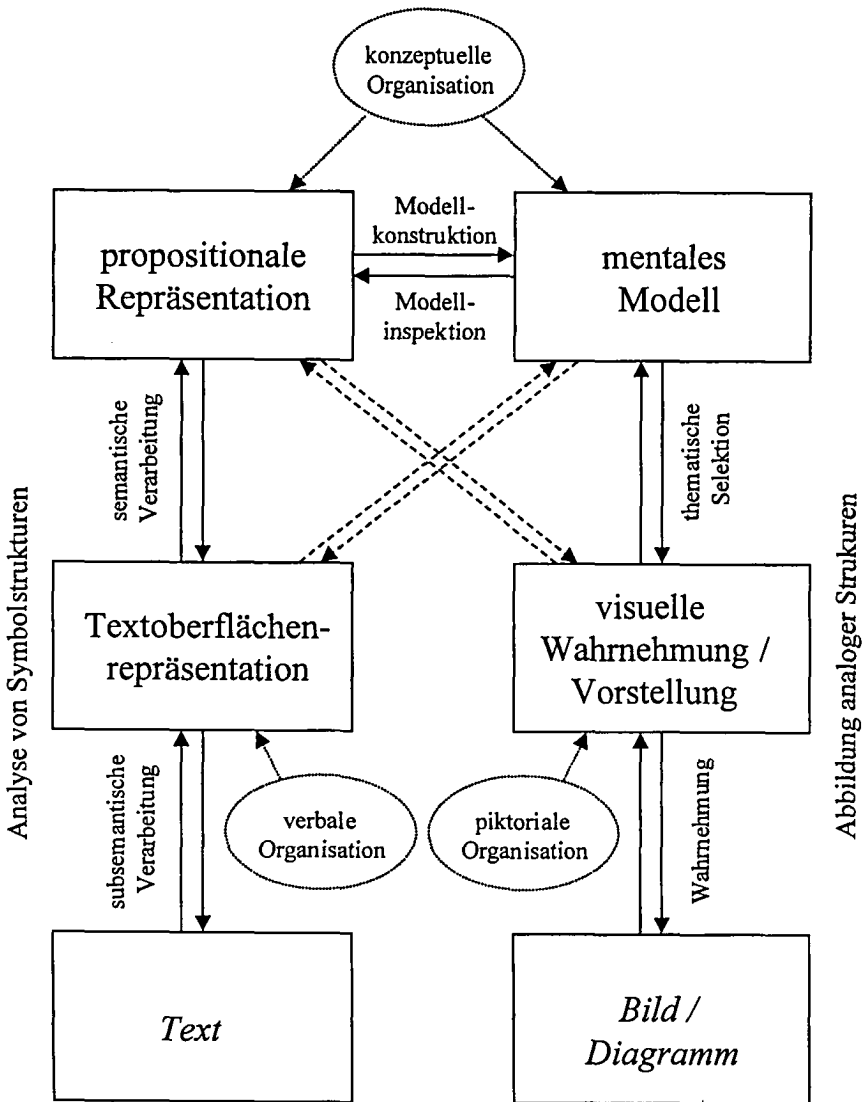 konzeptuelle
Organisation
propositionale
Repräsentation
Modell-
konstruktion
Modell-
inspektion
mentales
Modell
semantische
Verarbeitung
thematische
Selektion
Analyse von Symbolstrukturen
Abbildung analoger Strukuren
Textoberflächen-
repräsentation
visuelle
Wahrnehmung /
Vorstellung
subsemantische
Verarbeitung
verbale
Organisation
piktoriale
Organisation
Wahrnehmung
Text
Bild /
Diagramm